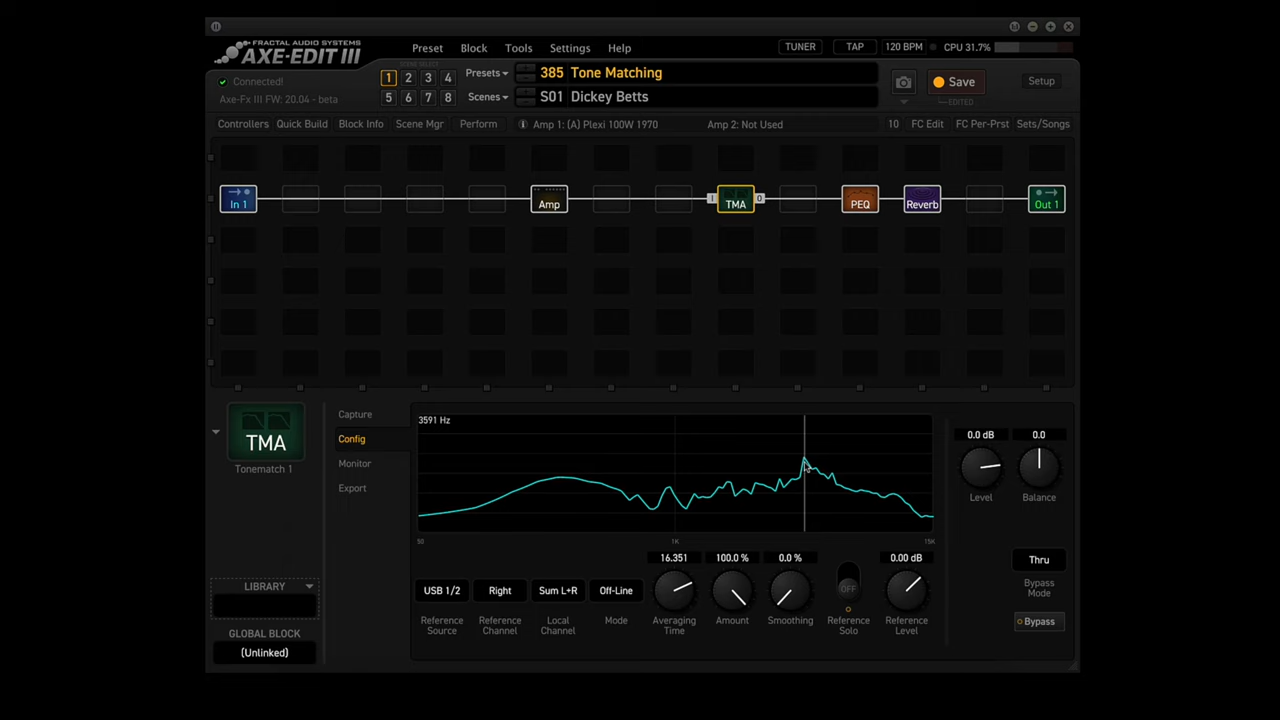 FRACTAL AUDIO SYSTEMS
AXE-EDIT III
Preset Block Tools Settings Help
TUNER TAP 120 BPM CPU 31.7%
Connected!
Axe-Fx III FW: 20.04 - beta
SCENE SELECT
1 2 3 4
5 6 7 8
Presets 385 Tone Matching
Scenes S01 Dickey Betts
Save
EDITED
Setup
Controllers Quick Build Block Info Scene Mgr Perform Amp 1: (A) Plexi 100W 1970 Amp 2: Not Used 10 FC Edit FC Per-Prst Sets/Songs
In 1 Amp I TMA O PEQ Reverb Out 1
TMA
Tonematch 1
LIBRARY
GLOBAL BLOCK
(Unlinked)
Capture
Config
Monitor
Export
3591 Hz
50 1K 15K
16.351 100.0 % 0.0 % 0.00 dB
USB 1/2 Right Sum L+R Off-Line OFF
Reference Source
Reference Channel
Local Channel
Mode
Averaging Time
Amount
Smoothing
Reference Solo
Reference Level
0.0 dB 0.0
Level Balance
Thru
Bypass Mode
Bypass